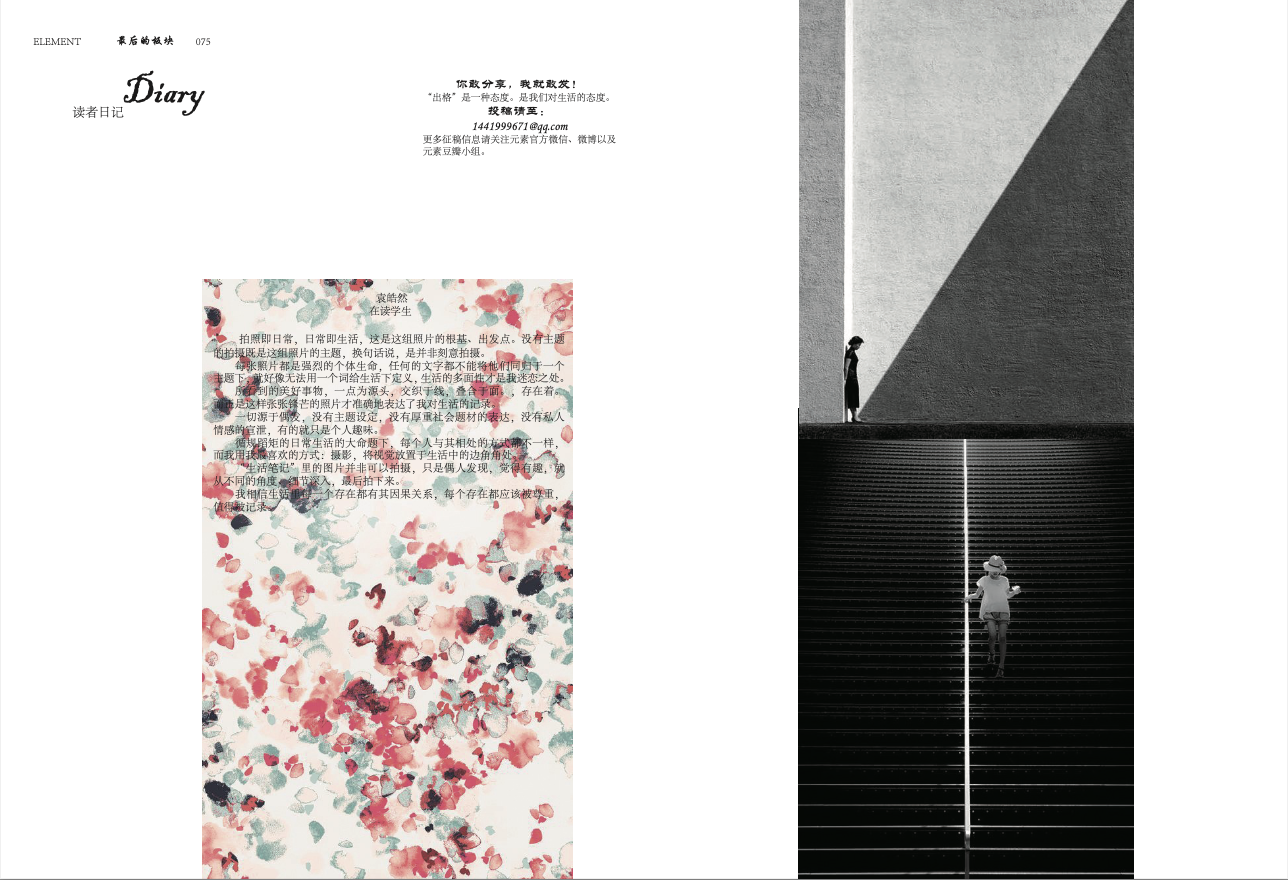 ELEMENT 最后的板块 075
Diary
读者日记
你敢分享，我就敢发！
“出格”是一种态度。是我们对生活的态度。
投稿请至：
1441999671@qq.com
更多征稿信息请关注元素官方微信、微博以及
元素豆瓣小组。
袁皓然
在读学生
拍照即日常，日常即生活，这是这组照片的根基、出发点。没有主题
的拍摄既是这组照片的主题，换句话说，是并非刻意拍摄。
每张照片都是强烈的个体生命，任何的文字都不能将他们同归于一个
主题下，就好像无法用一个词给生活下定义，生活的多面性才是我迷恋之处。
所看到的美好事物，一点为源头，交织于线，叠合于面。，存在着。
而正是这样张张锋芒的照片才准确地表达了我对生活的记录。
一切源于偶发，没有主题设定，没有厚重社会题材的表达，没有私人
情感的宣泄，有的就只是个人趣味。
循规蹈矩的日常生活的大命题下，每个人与其相处的方式都不一样，
而我用我最喜欢的方式：摄影，将视觉放置于生活中的边角角处。
“生活笔记”里的图片并非可以拍摄，只是偶人发现，觉得有趣，就
从不同的角度、细节深入，最后拍下来。
我相信生活中每一个存在都有其因果关系，每个存在都应该被尊重，
值得被记录。